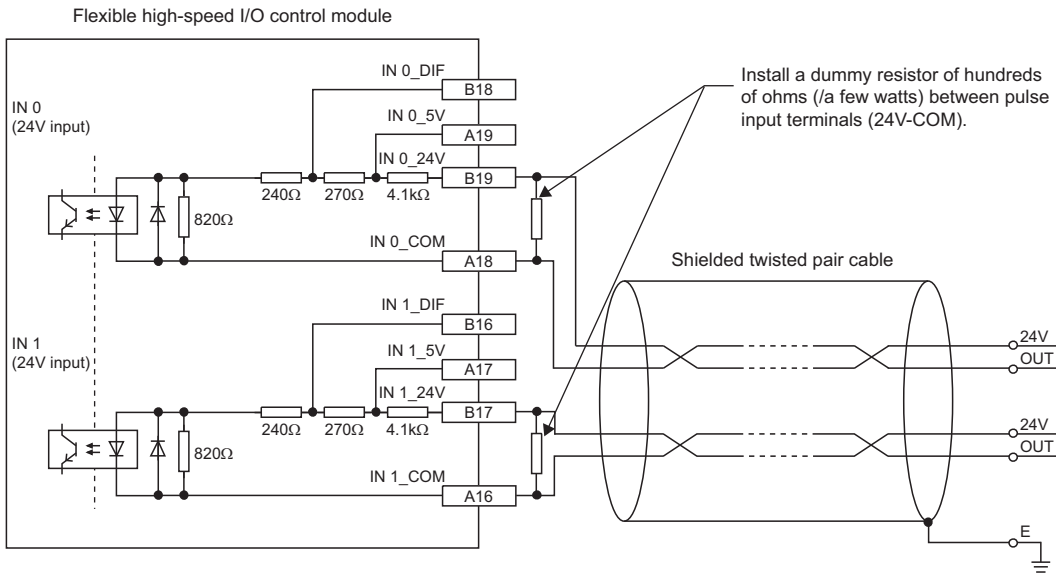 Flexible high-speed I/O control module
IN 0
(24V input)
IN 0_DIF
B18
IN 0_5V
A19
IN 0_24V
B19
240Ω
270Ω
4.1kΩ
820Ω
IN 0_COM
A18
Install a dummy resistor of hundreds
of ohms (/a few watts) between pulse
input terminals (24V-COM).
Shielded twisted pair cable
IN 1
(24V input)
IN 1_DIF
B16
IN 1_5V
A17
IN 1_24V
B17
240Ω
270Ω
4.1kΩ
820Ω
IN 1_COM
A16
24V
OUT
24V
OUT
E